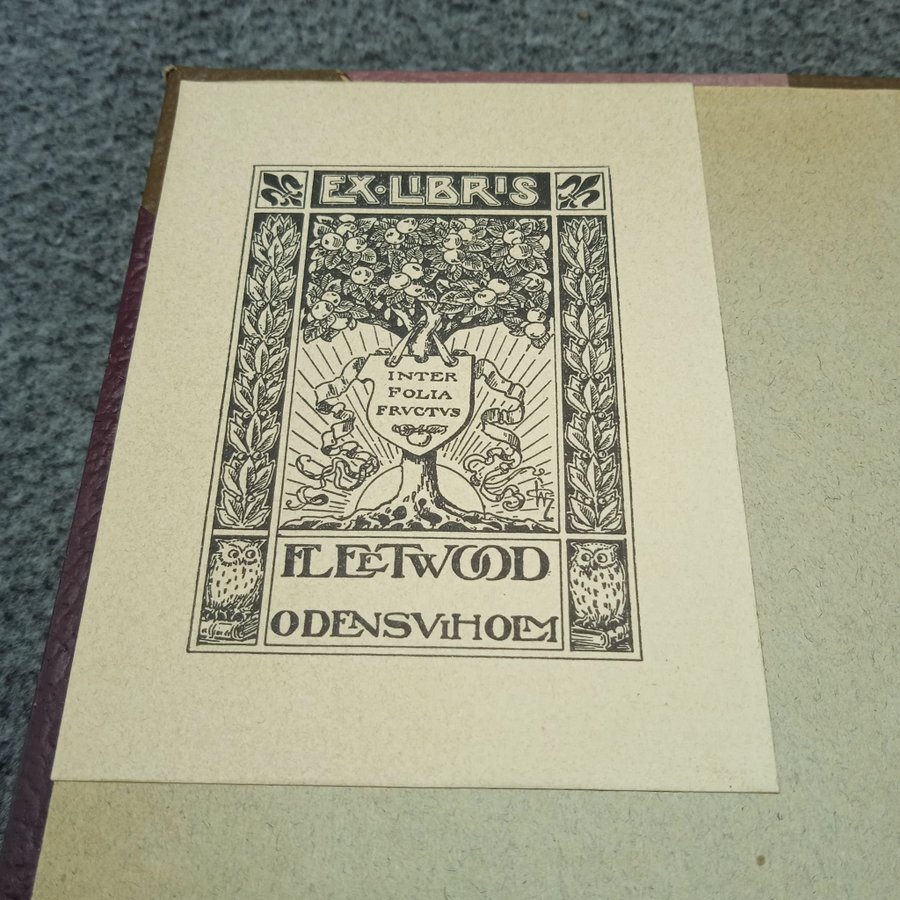 EX·LIBRIS
INTER
FOLIA
FRVCTVS
FLEETWOOD
ODENSVIHOLM